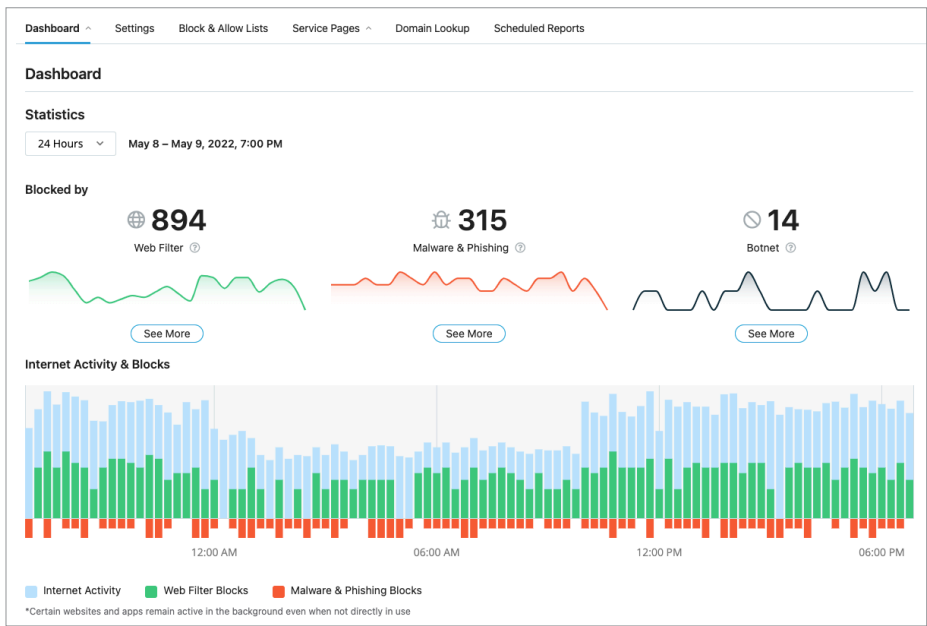 Dashboard Settings Block & Allow Lists Service Pages Domain Lookup Scheduled Reports
Dashboard
Statistics
24 Hours May 8 – May 9, 2022, 7:00 PM
Blocked by
894 315 14
Web Filter ? Malware & Phishing ? Botnet ?
See More See More See More
Internet Activity & Blocks
12:00 AM 06:00 AM 12:00 PM 06:00 PM
Internet Activity Web Filter Blocks Malware & Phishing Blocks
*Certain websites and apps remain active in the background even when not directly in use